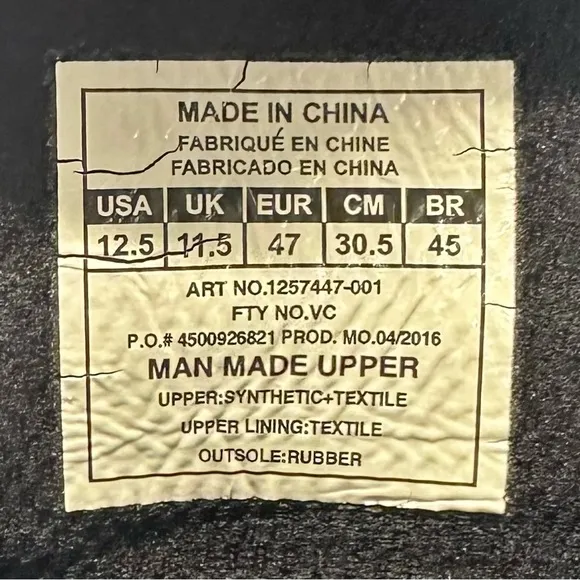 MADE IN CHINA
FABRIQUÉ EN CHINE
FABRICADO EN CHINA
USA UK EUR CM BR
12.5 11.5 47 30.5 45
ART NO.1257447-001
FTY NO.VC
P.O.# 4500926821 PROD. MO.04/2016
MAN MADE UPPER
UPPER:SYNTHETIC+TEXTILE
UPPER LINING:TEXTILE
OUTSOLE:RUBBER